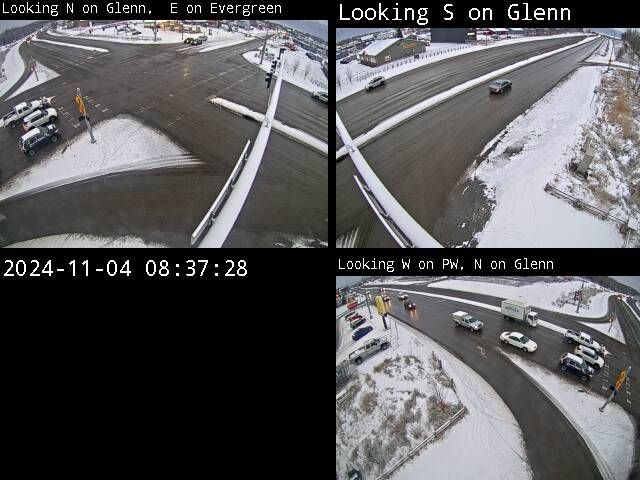 Looking N on Glenn,  E on Evergreen
Looking S on Glenn
2024-11-04 08:37:28
Looking W on PW, N on Glenn